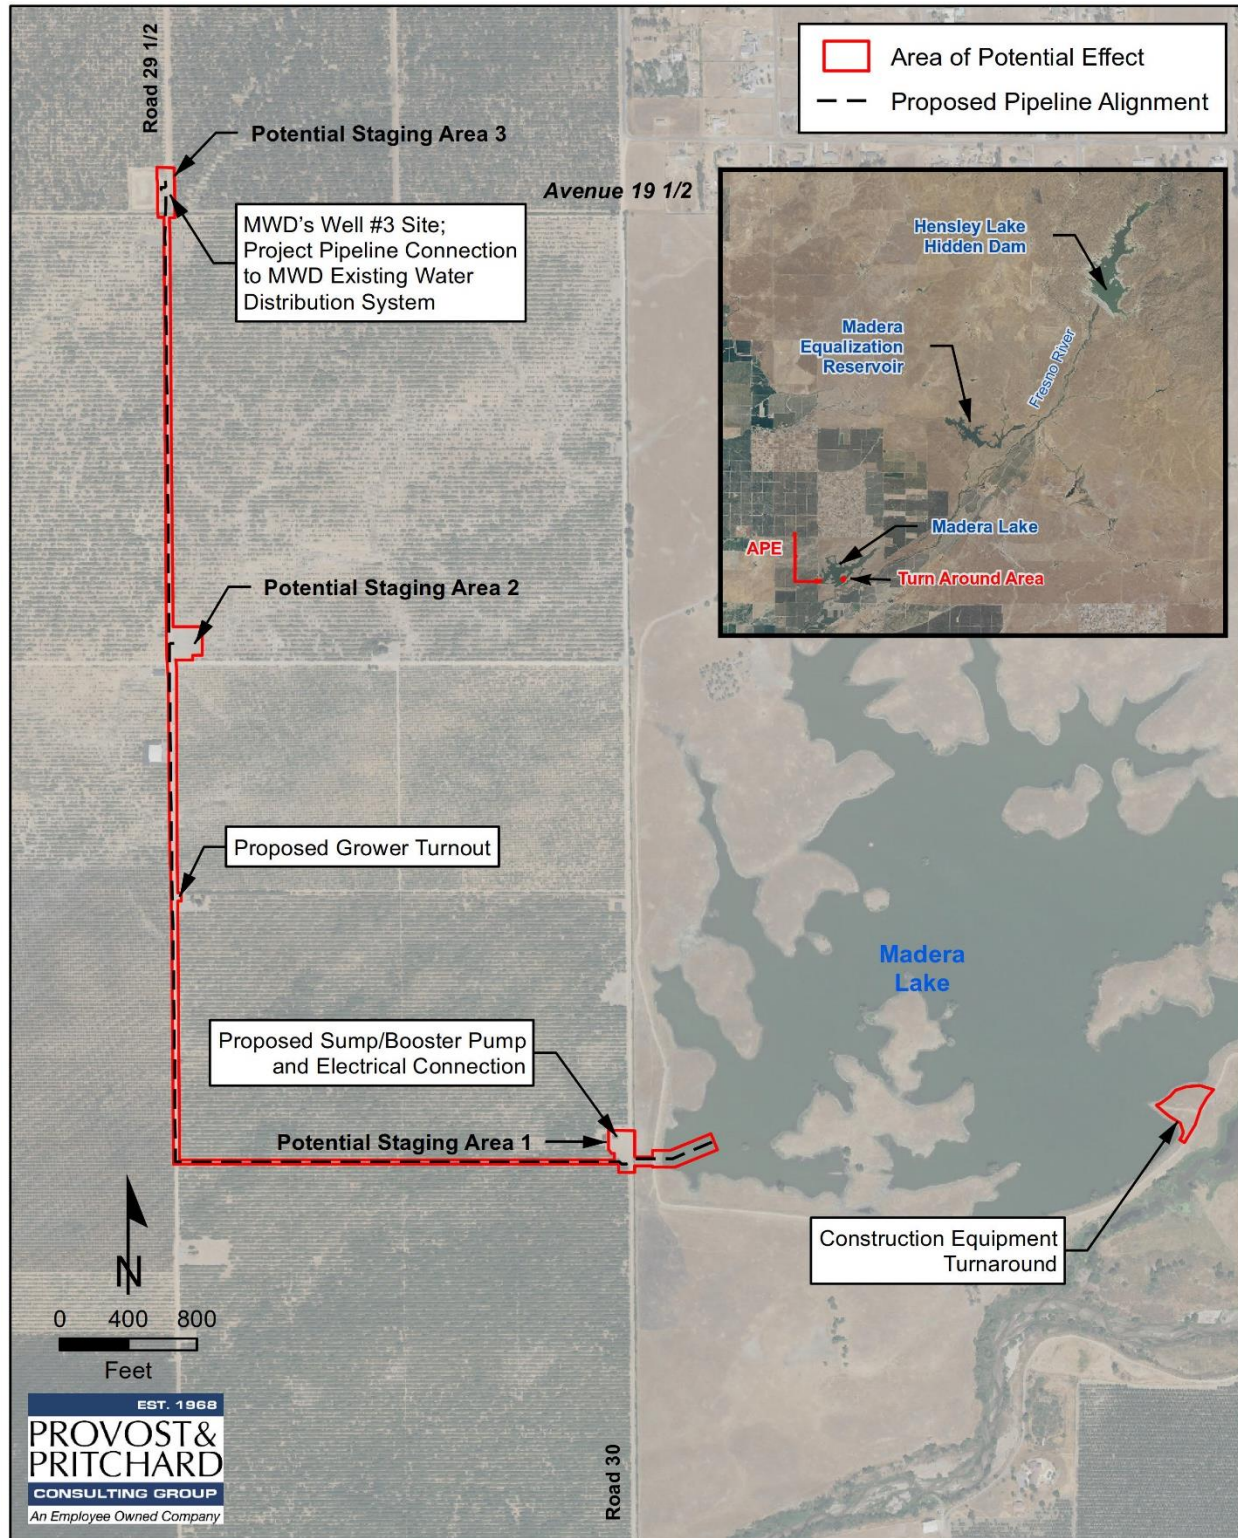 Road 29 1/2
Area of Potential Effect
Proposed Pipeline Alignment
Potential Staging Area 3
Avenue 19 1/2
MWD's Well #3 Site;
Project Pipeline Connection
to MWD Existing Water
Distribution System
Hensley Lake
Hidden Dam
Madera
Equalization
Reservoir
Fresno River
Madera Lake
APE
Turn Around Area
Potential Staging Area 2
Proposed Grower Turnout
Madera
Lake
Proposed Sump/Booster Pump
and Electrical Connection
Potential Staging Area 1
Construction Equipment
Turnaround
N
0 400 800
Feet
EST. 1968
PROVOST&
PRITCHARD
CONSULTING GROUP
An Employee Owned Company
Road 30